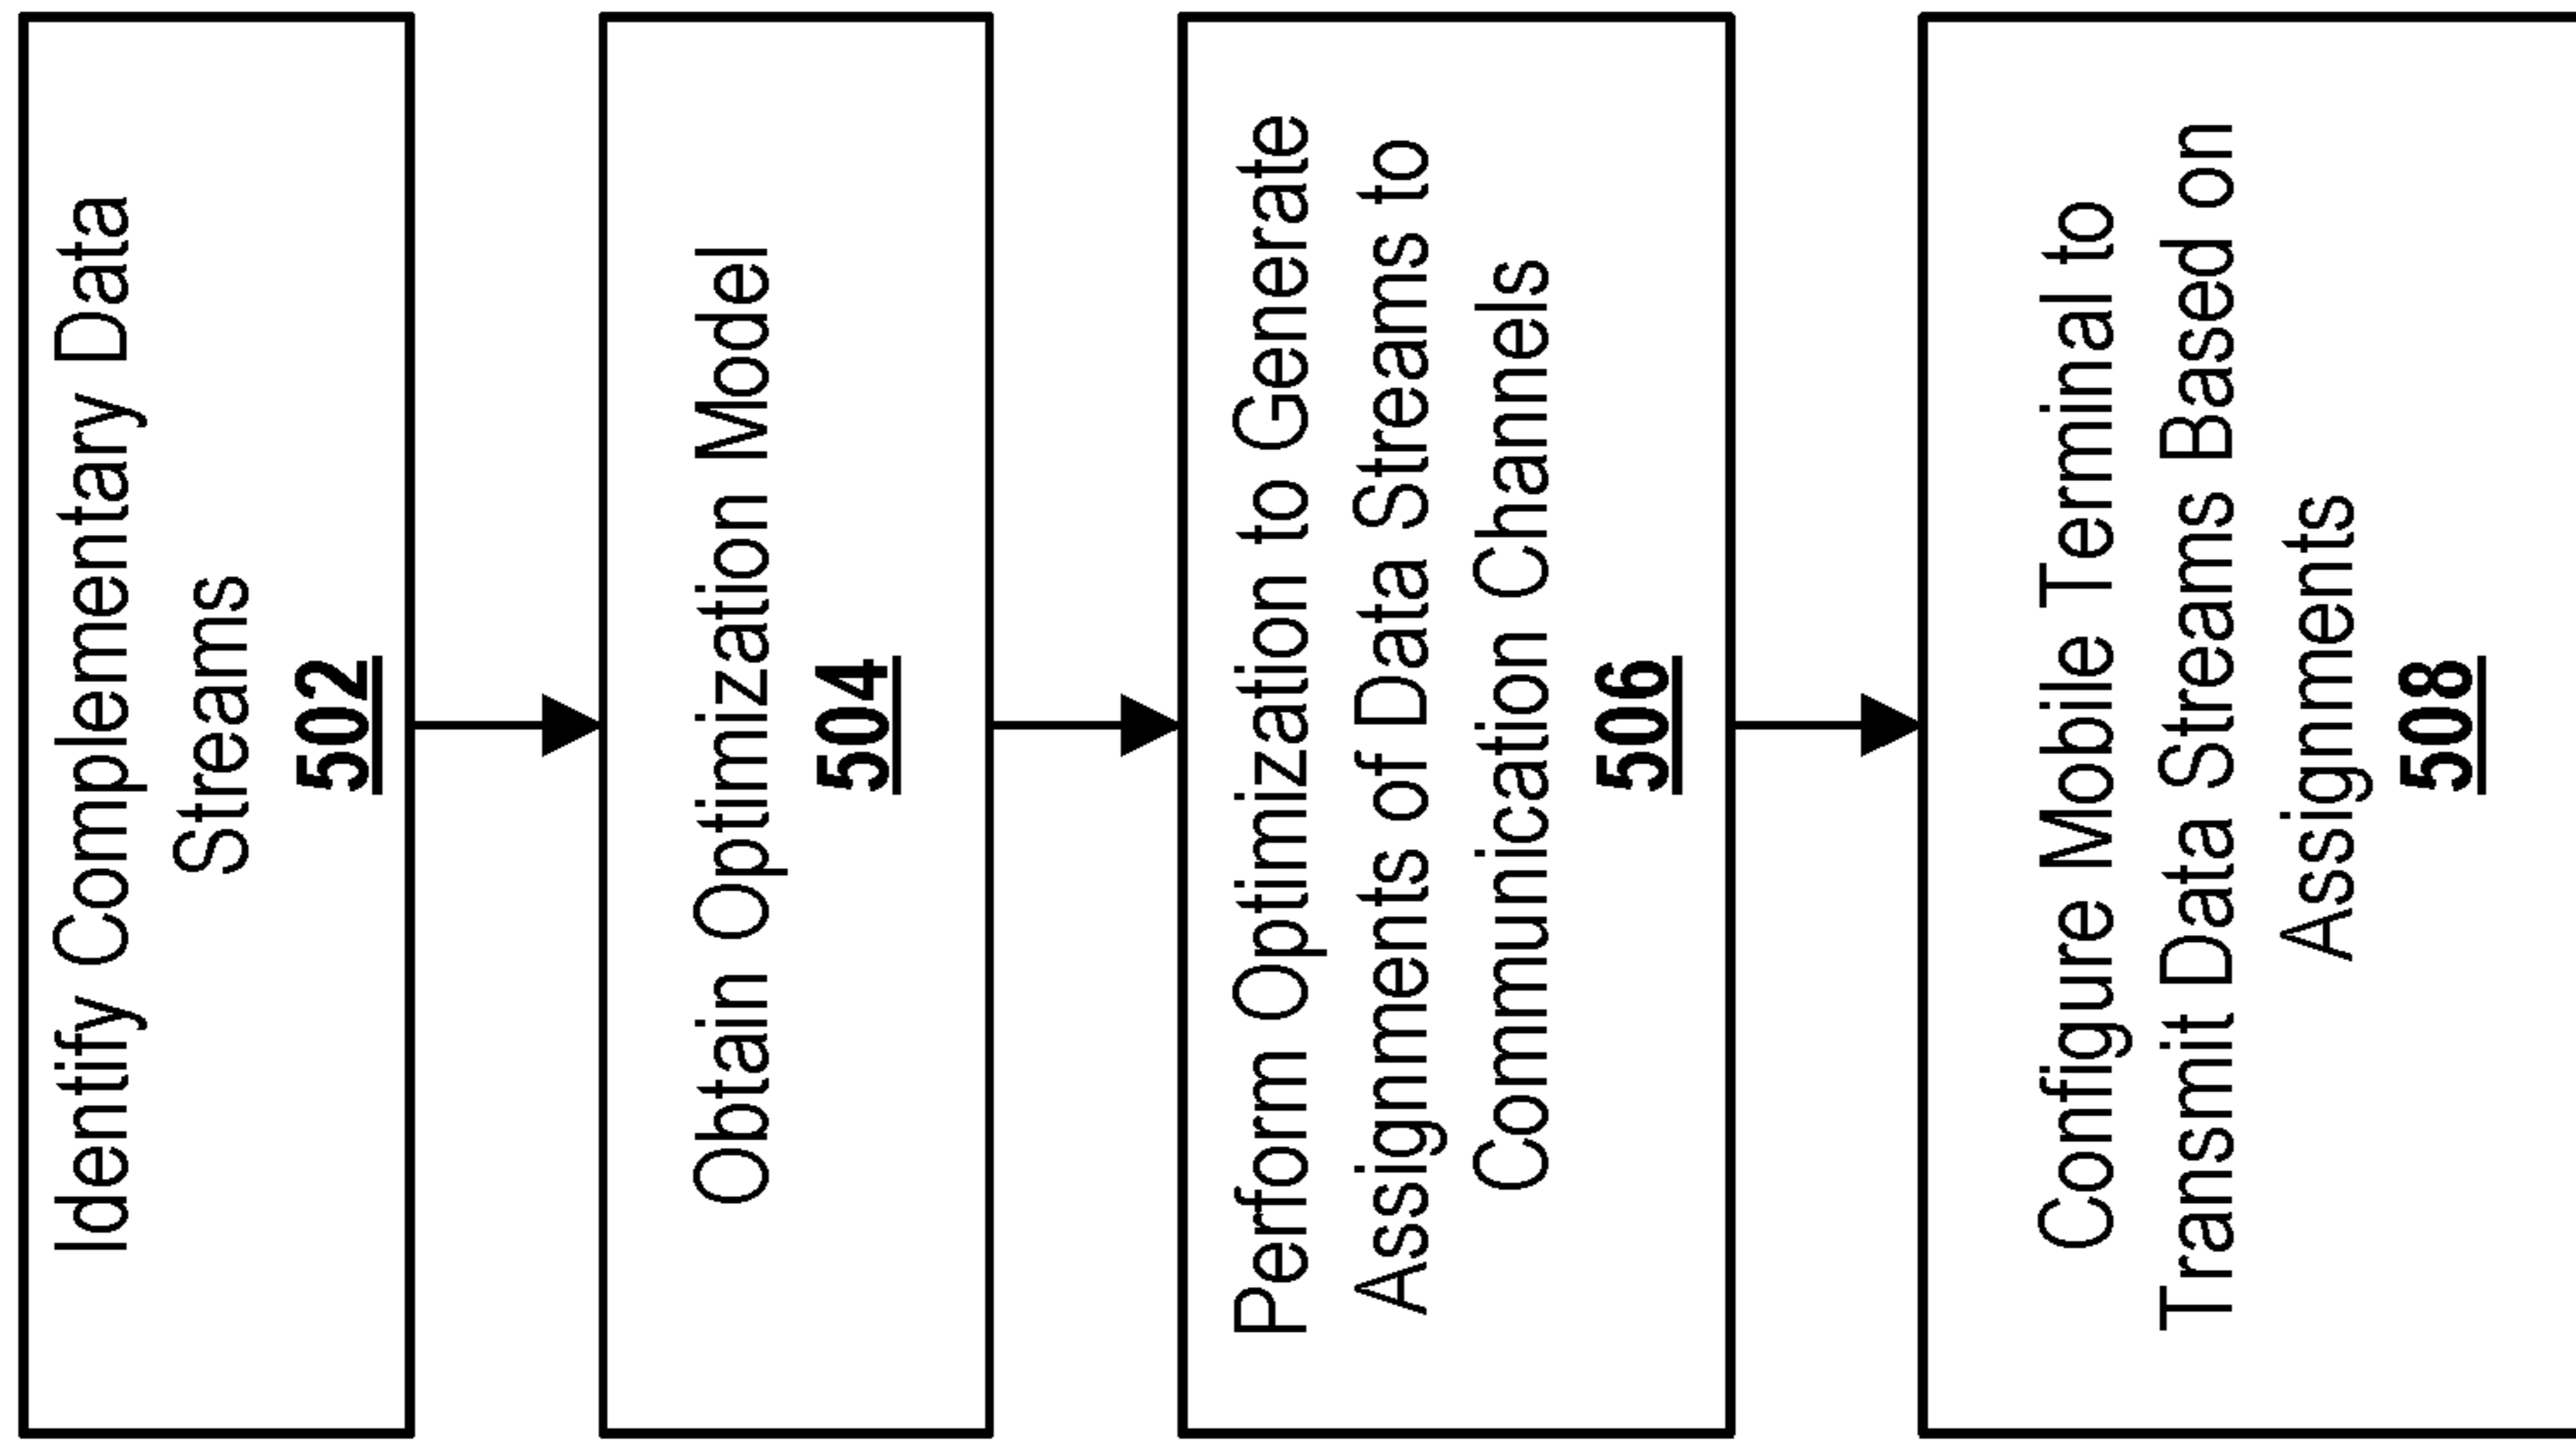 Identify Complementary Data
Streams
502
Obtain Optimization Model
504
Perform Optimization to Generate
Assignments of Data Streams to
Communication Channels
506
Configure Mobile Terminal to
Transmit Data Streams Based on
Assignments
508